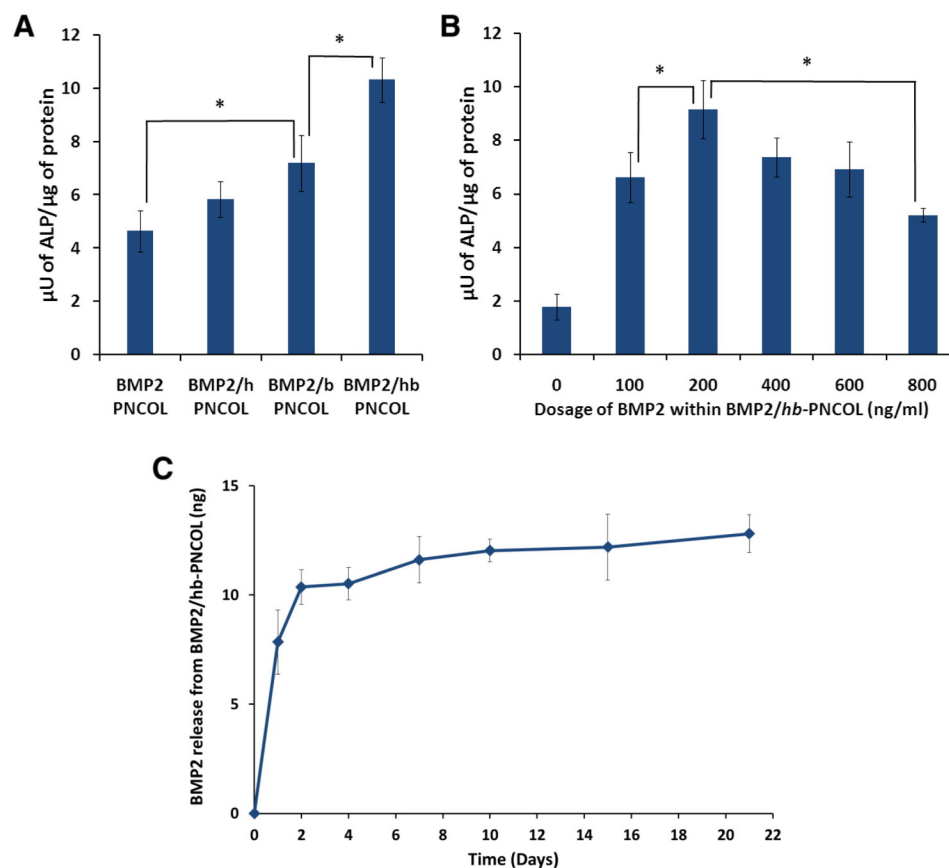 A
12
10
8
6
4
2
0
µU of ALP/µg of protein
*
*
BMP2 PNCOL
BMP2/h PNCOL
BMP2/b PNCOL
BMP2/hb PNCOL
B
12
10
8
6
4
2
0
µU of ALP/µg of protein
*
*
0 100 200 400 600 800
Dosage of BMP2 within BMP2/hb-PNCOL (ng/ml)
C
15
10
5
0
BMP2 release from BMP2/hb-PNCOL (ng)
0 2 4 6 8 10 12 14 16 18 20 22
Time (Days)